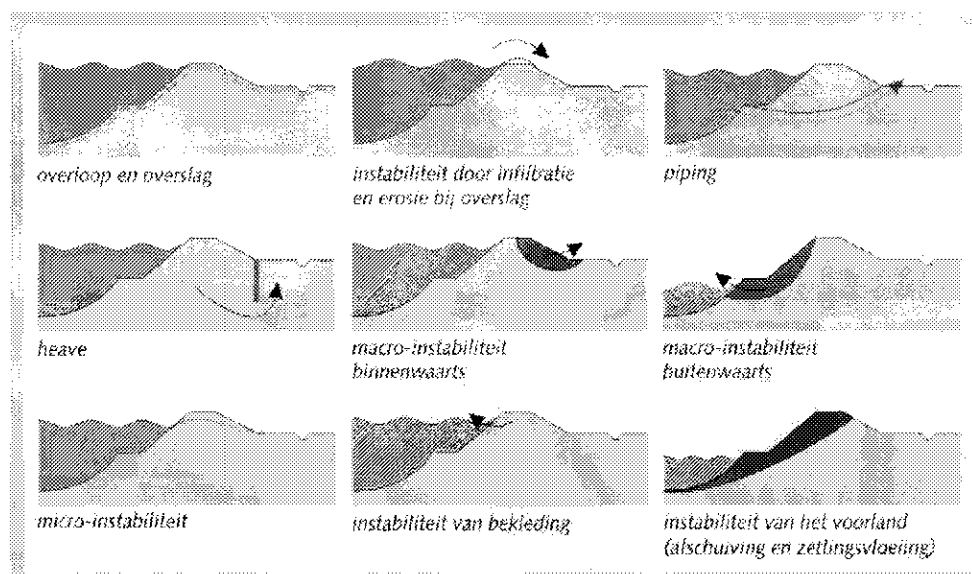 overloop en overslag
instabiliteit door infiltratie
en erosie bij overslag
piping
heave
macro-instabiliteit
binnenwaarts
macro-instabiliteit
buitenwaarts
micro-instabiliteit
instabiliteit van bekleding
instabiliteit van het voorland
(afschuiving en zettingsvloeiing)